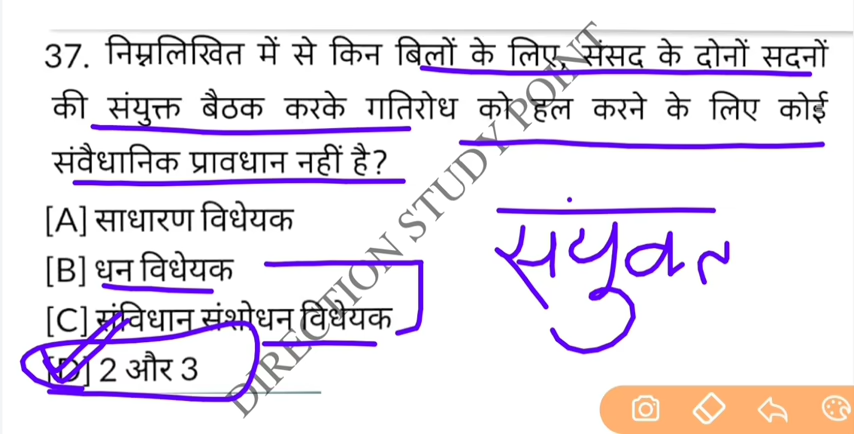 37. निम्नलिखित में से किन बिलों के लिए, संसद के दोनों सदनों
की संयुक्त बैठक करके गतिरोध को हल करने के लिए कोई
संवैधानिक प्रावधान नहीं है?
[A] साधारण विधेयक
[B] धन विधेयक
[C] संविधान संशोधन विधेयक
[D] 2 और 3
संयुक्त
DIRECTION STUDY POINT